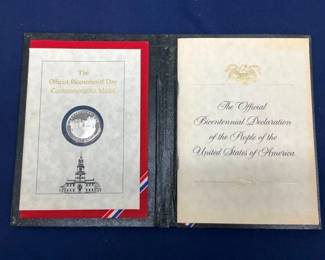 The
Official Bicentennial Day
Commemorative Medal
The Official
Bicentennial Declaration
of the People of the
United States of America